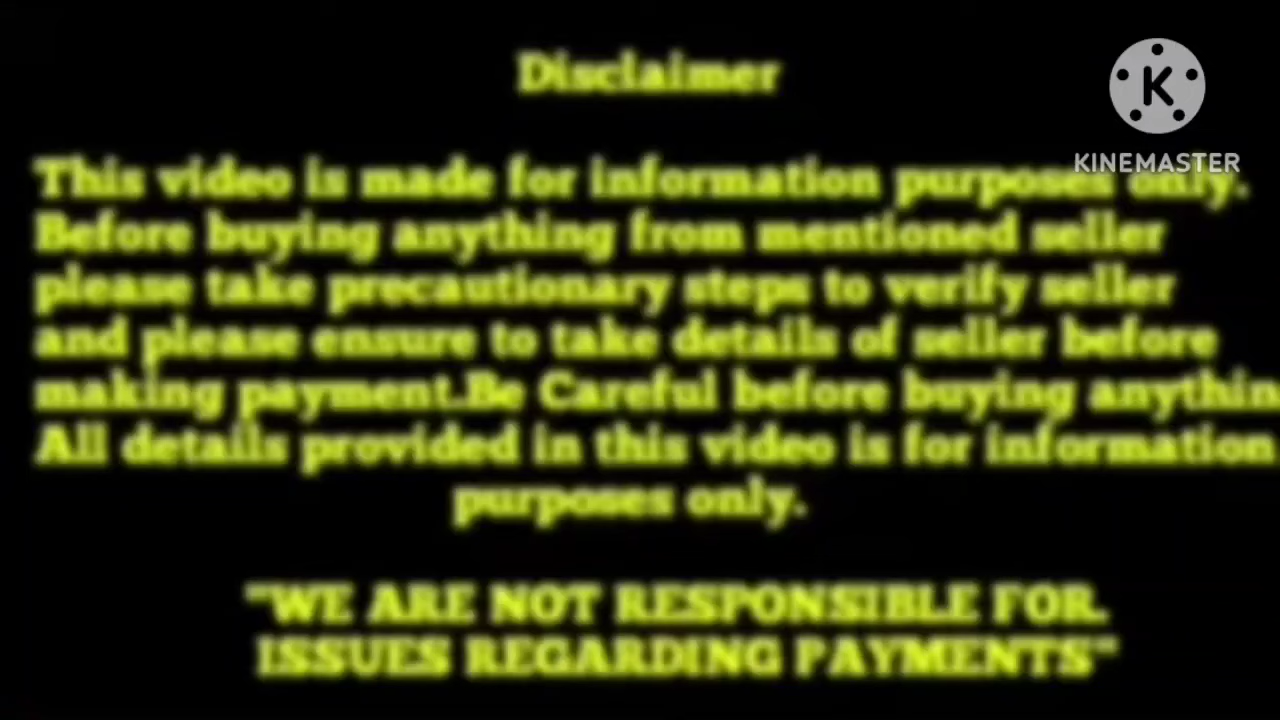 Disclaimer
K
KINEMASTER
This video is made for information purposes only.
Before buying anything from mentioned seller
please take precautionary steps to verify seller
and please ensure to take details of seller before
making payment.Be Careful before buying anythin
All details provided in this video is for information
purposes only.
"WE ARE NOT RESPONSIBLE FOR.
ISSUES REGARDING PAYMENTS"